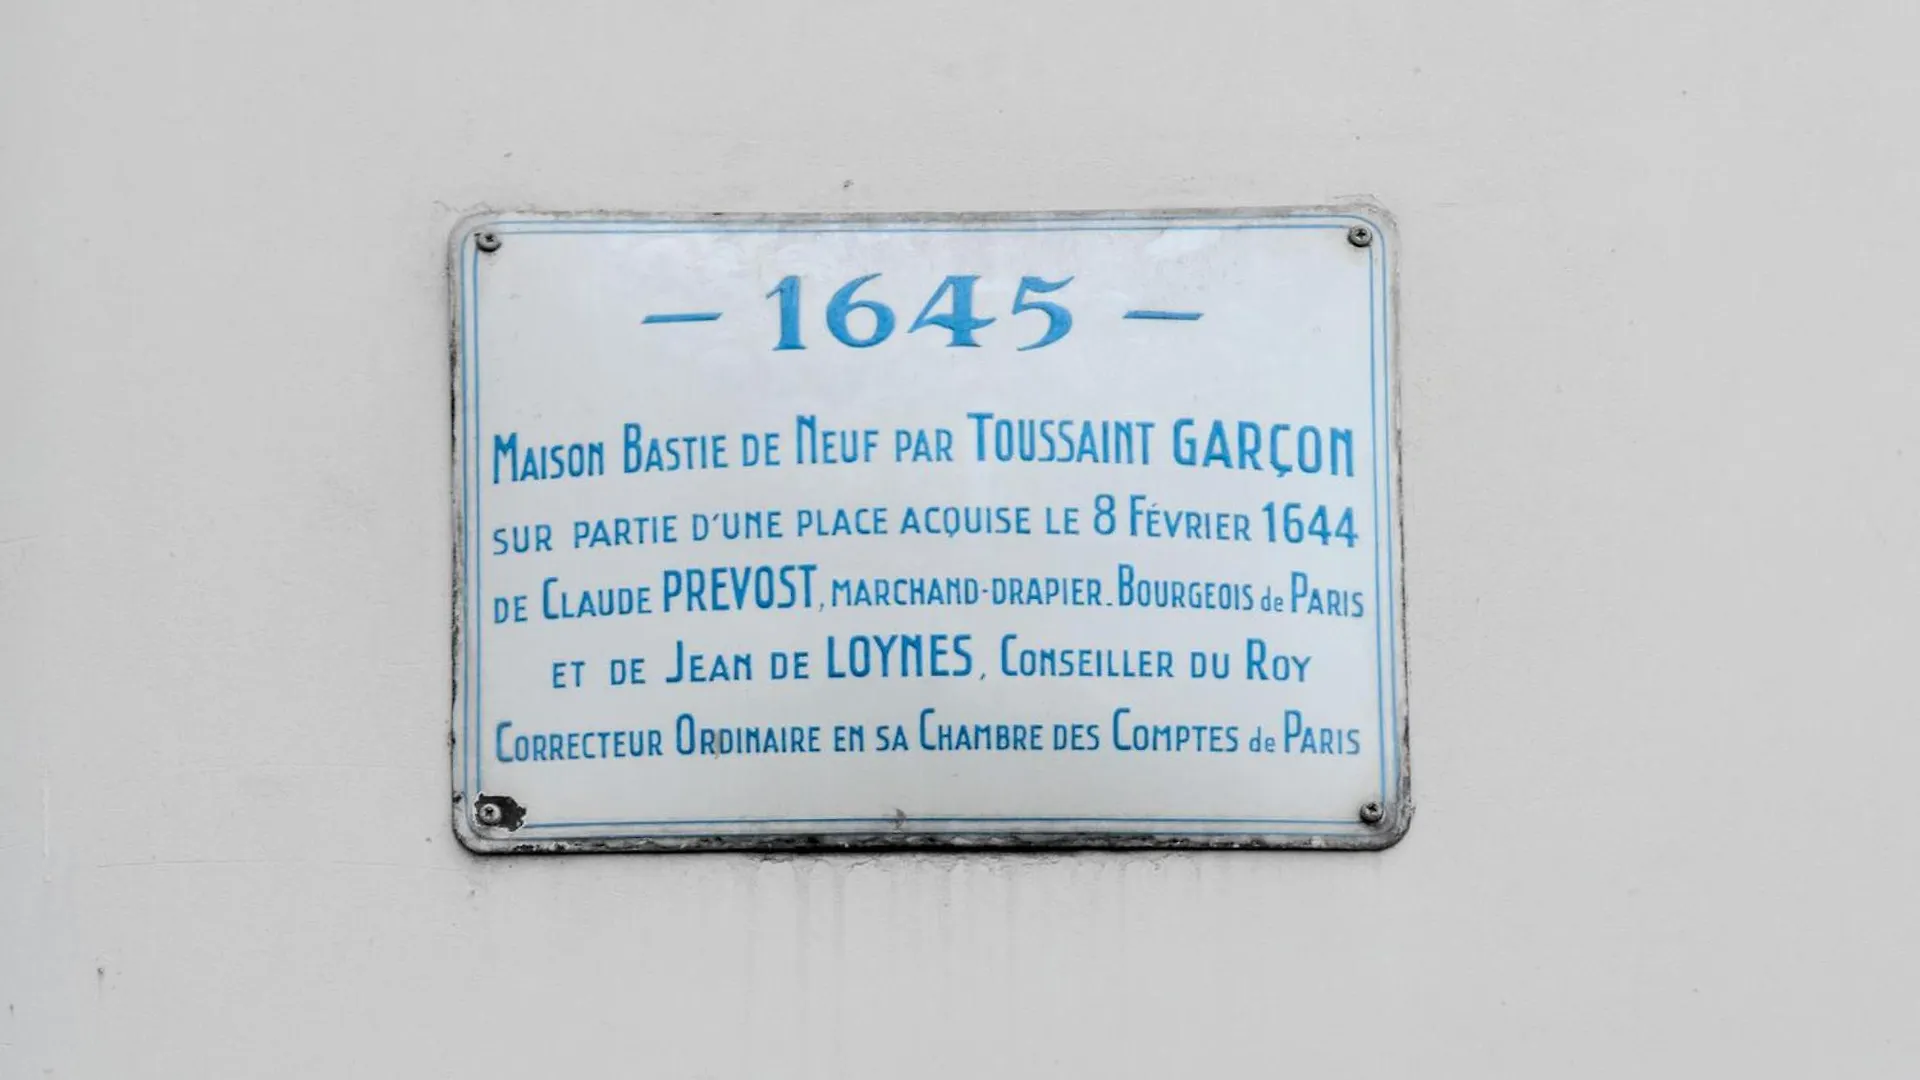 - 1645 -
MAISON BASTIE DE NEUF PAR TOUSSAINT GARÇON
SUR PARTIE D'UNE PLACE ACQUISE LE 8 FÉVRIER 1644
DE CLAUDE PREVOST, MARCHAND-DRAPIER_BOURGEOIS de PARIS
ET DE JEAN DE LOYNES, CONSEILLER DU ROY
CORRECTEUR ORDINAIRE EN SA CHAMBRE DES COMPTES de PARIS